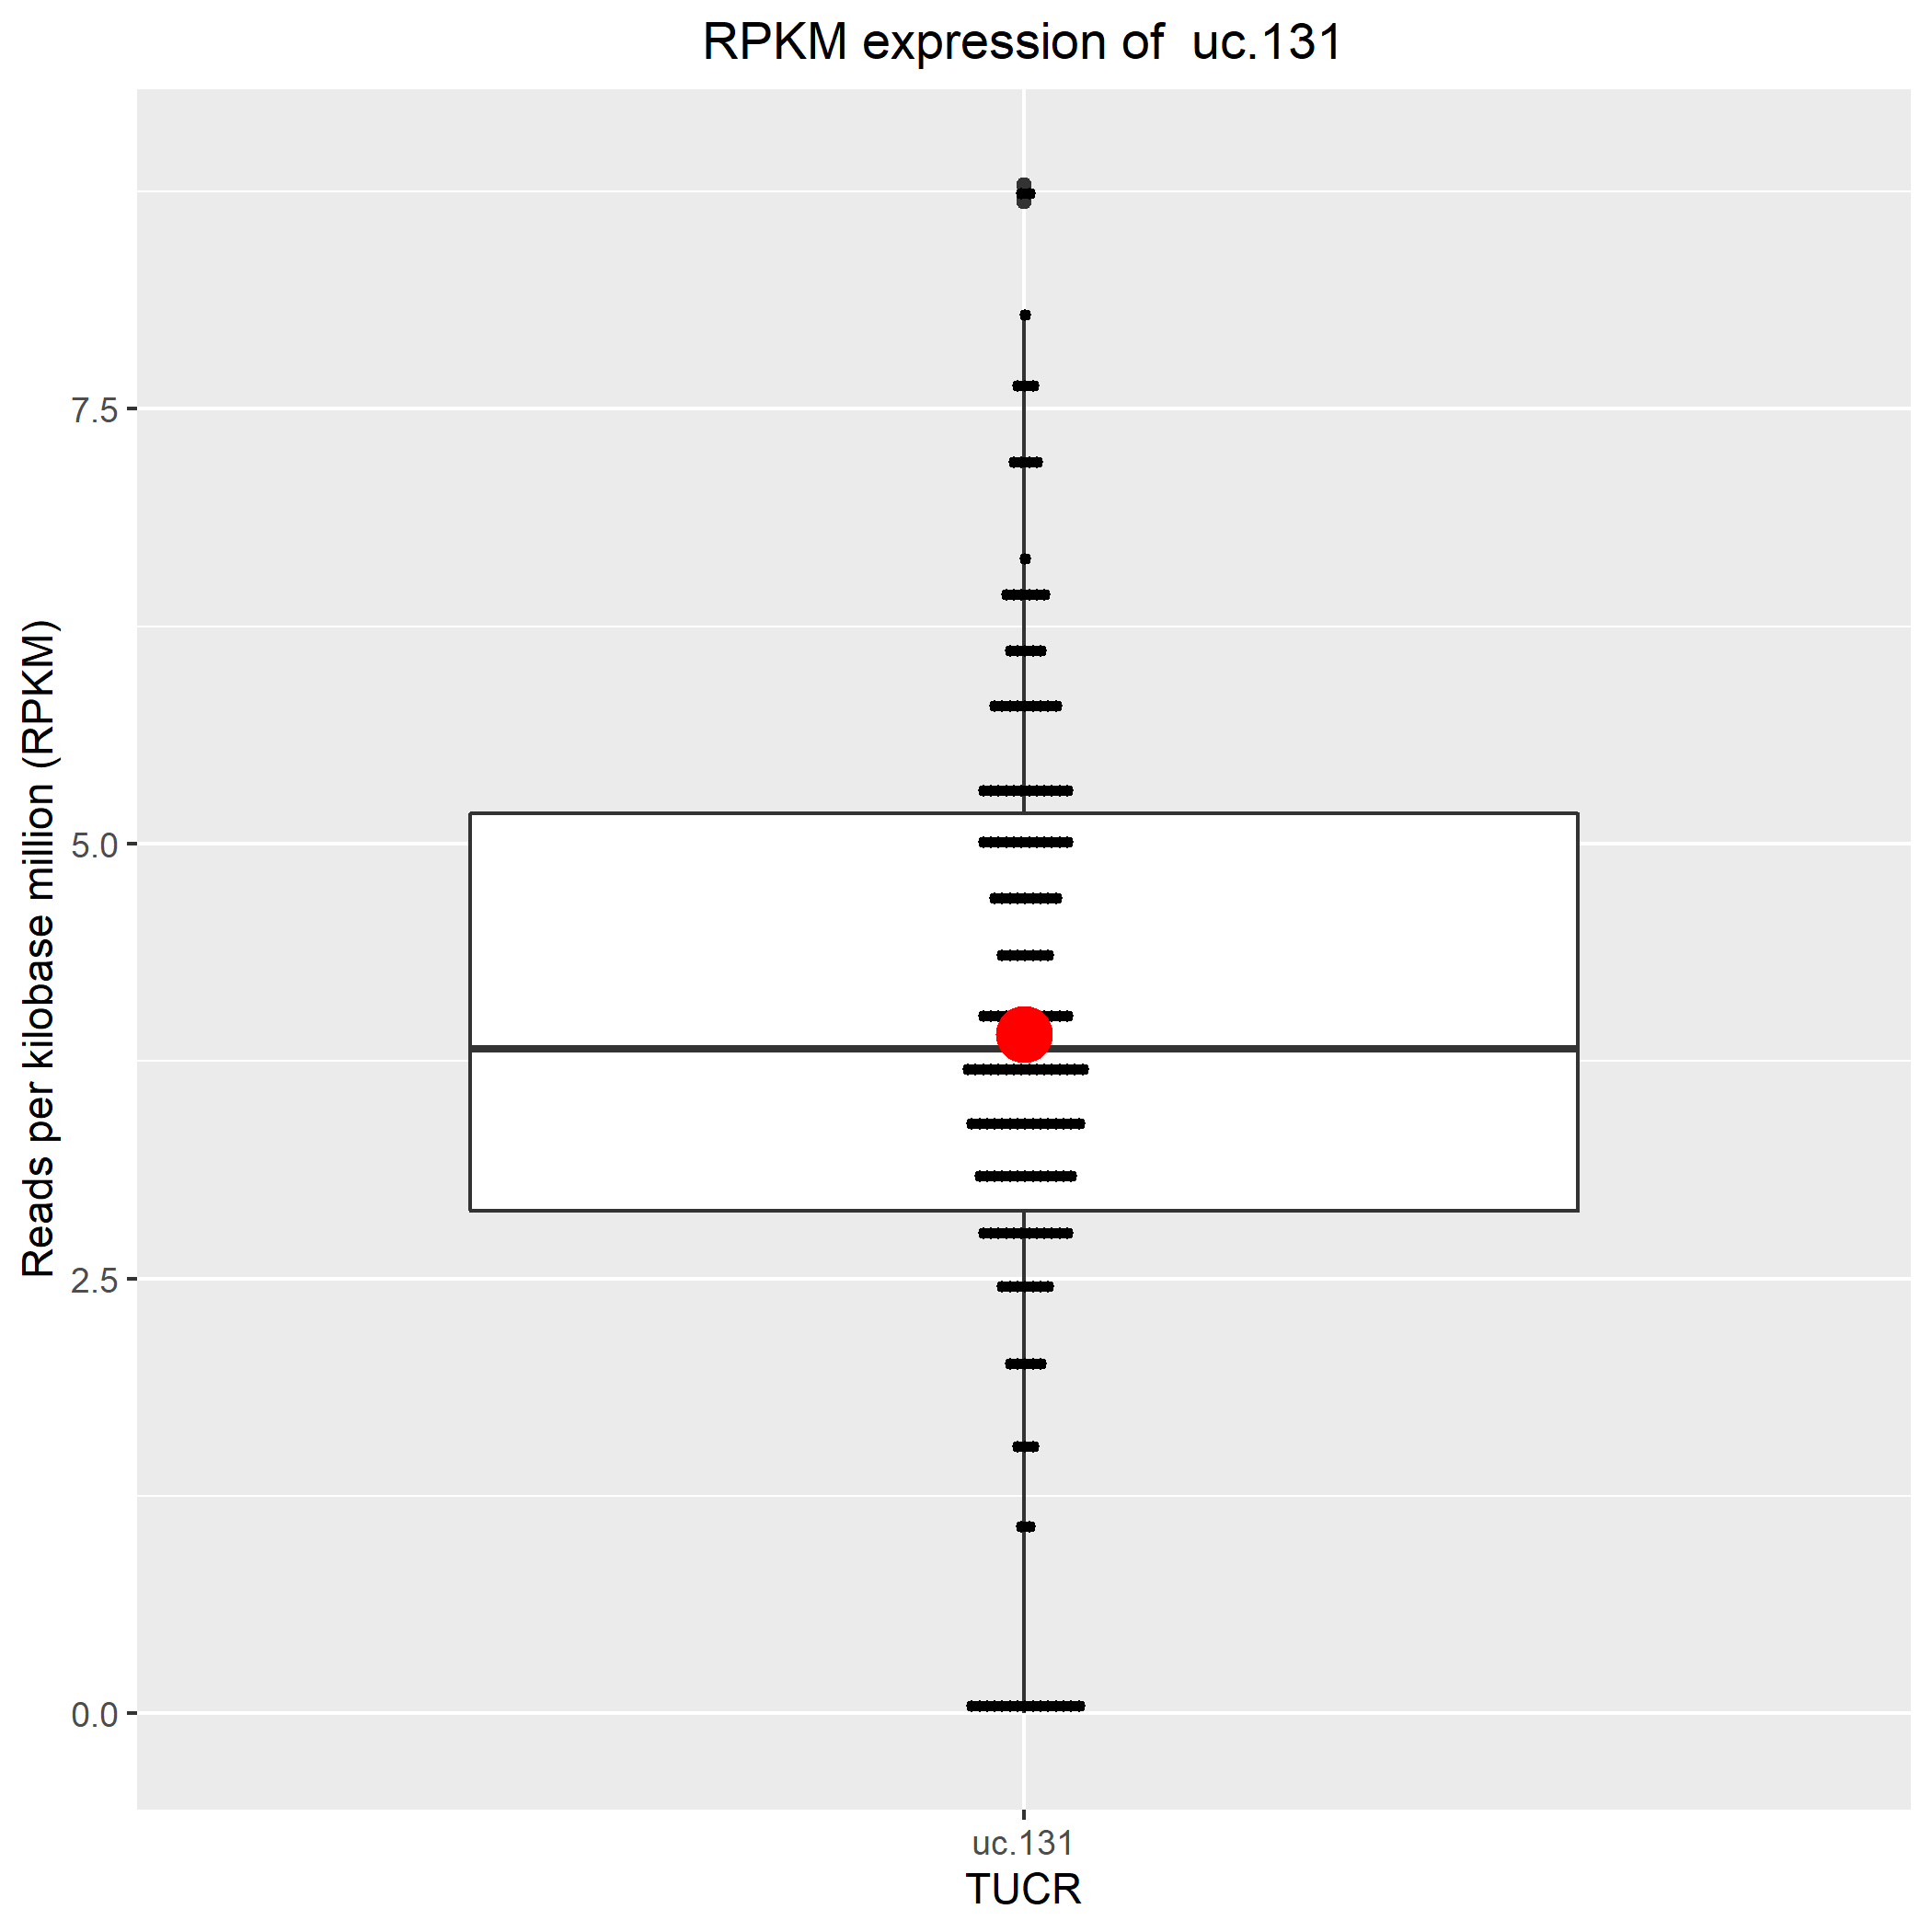 RPKM expression of  uc.131
Reads per kilobase million (RPKM)
7.5
5.0
2.5
0.0
uc.131
TUCR